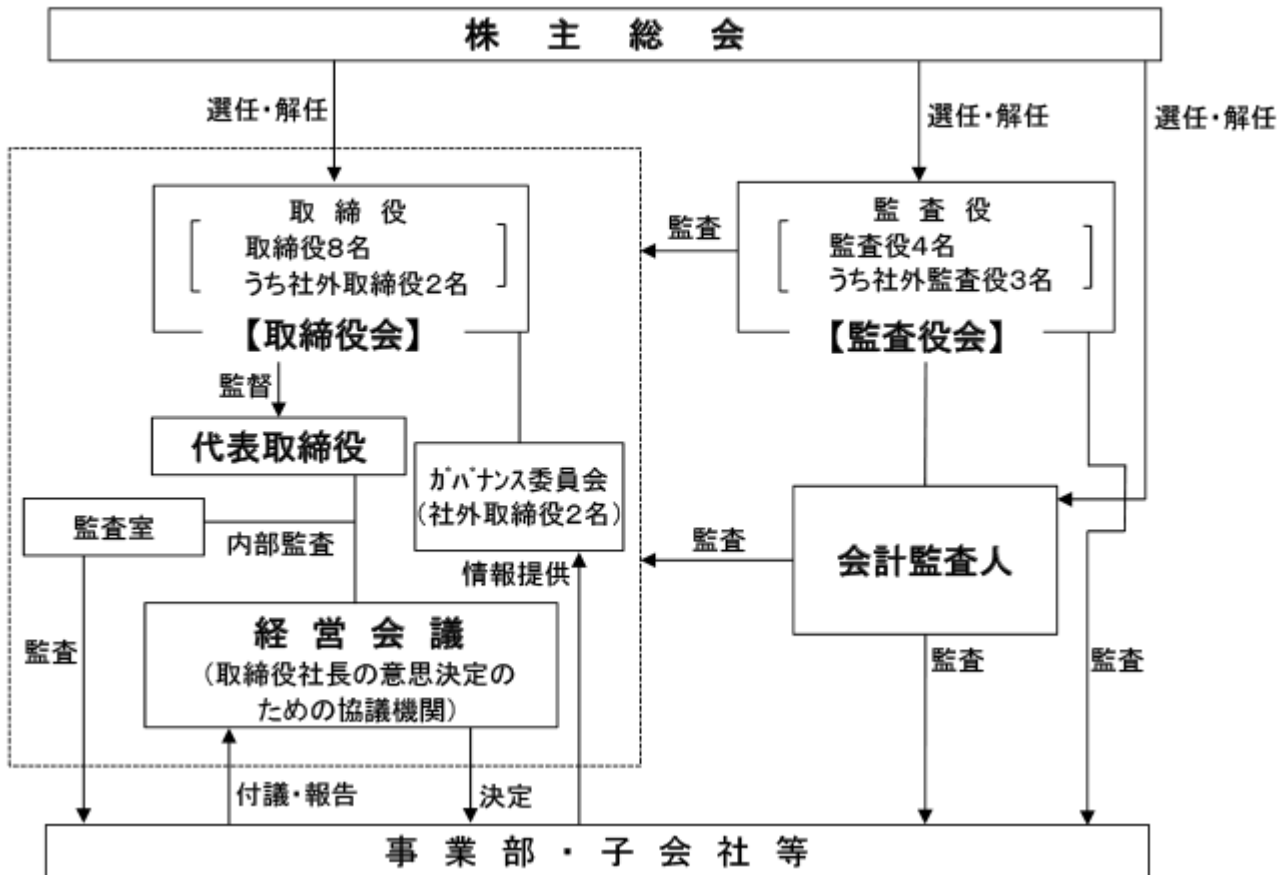 株主総会
選任・解任
選任・解任
選任・解任
取締役
取締役8名
うち社外取締役2名
【取締役会】
監査
監査役
監査役4名
うち社外監査役3名
【監査役会】
監督
代表取締役
ｶﾞﾊﾞﾅﾝｽ委員会
(社外取締役2名)
監査室
内部監査
情報提供
監査
会計監査人
経営会議
(取締役社長の意思決定の
ための協議機関)
監査
監査
監査
付議・報告
決定
事業部・子会社等